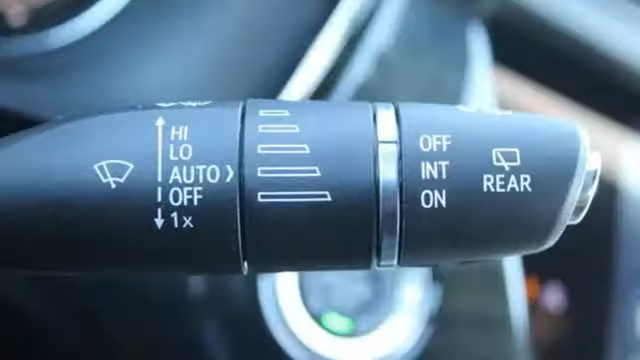 HI
LO
AUTO
OFF
1x
OFF
INT
ON
REAR